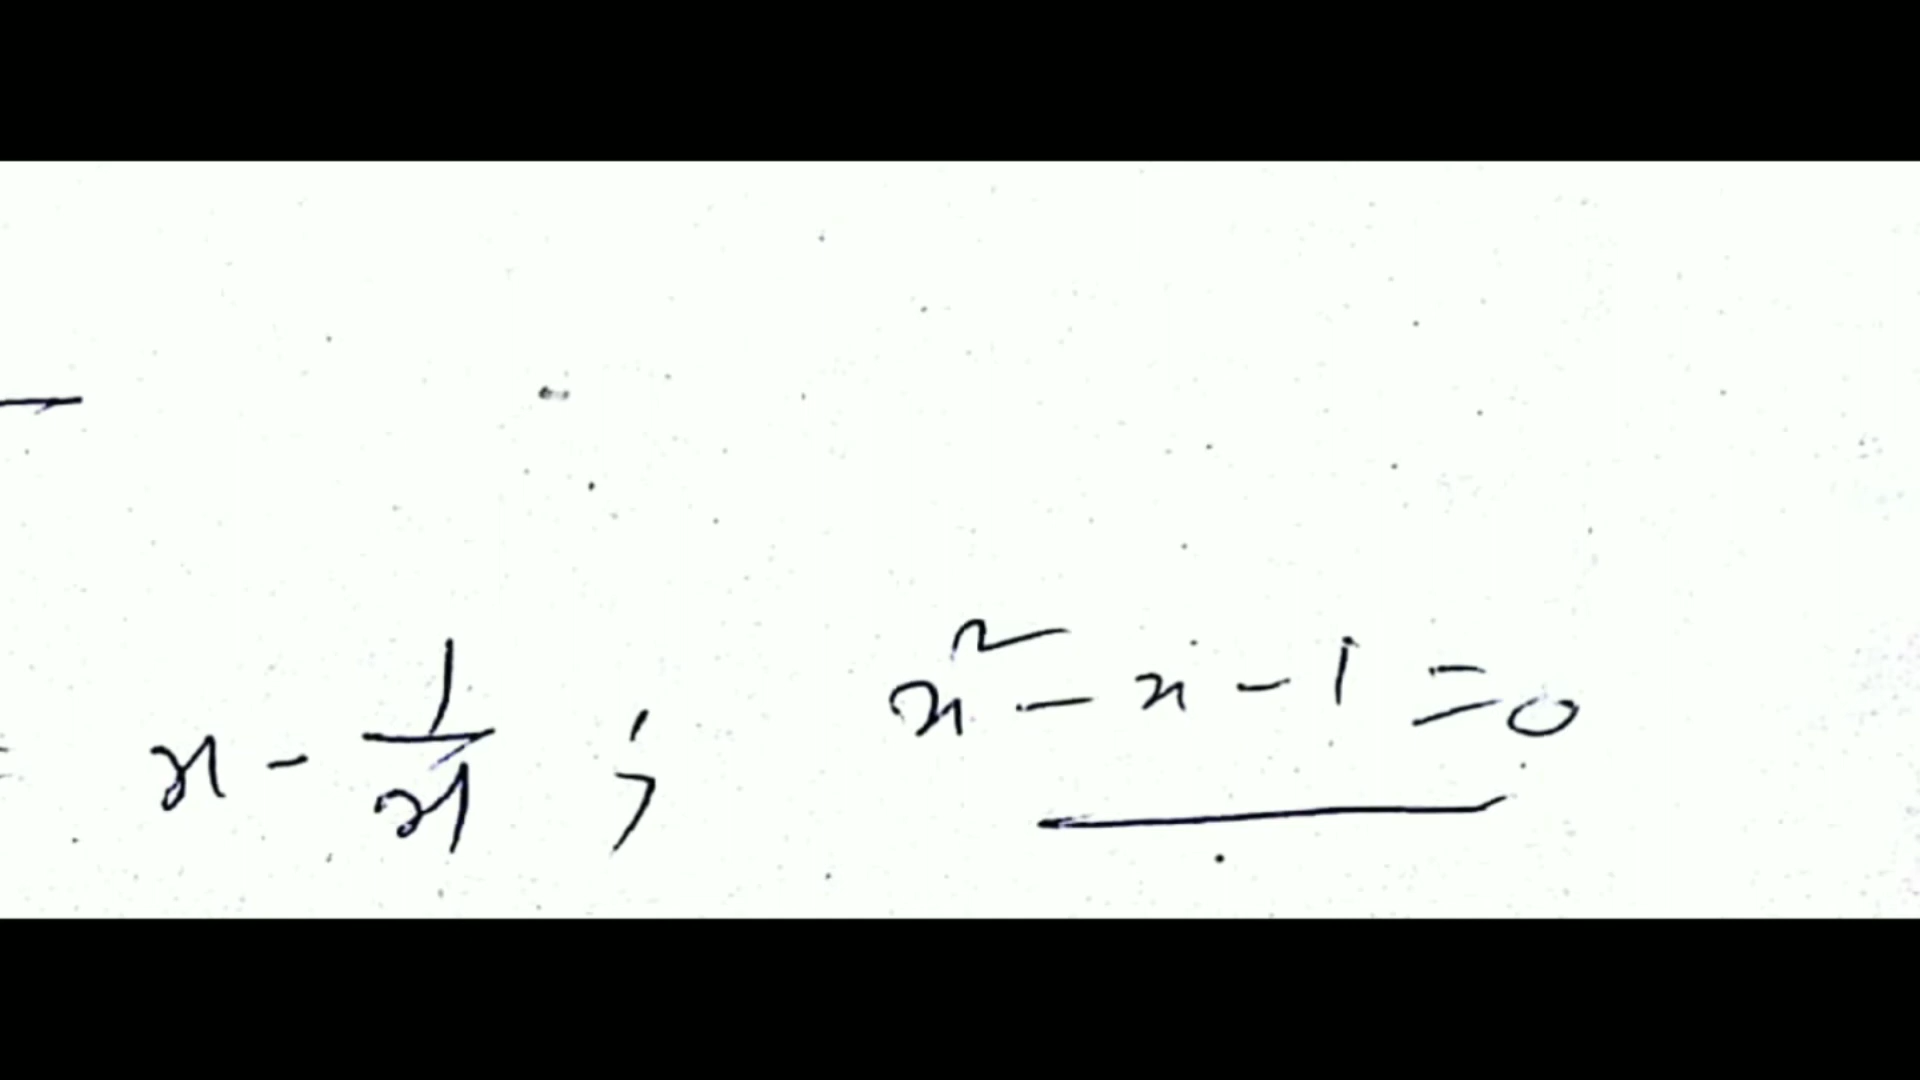 = x - 1/x ; x² - x - 1 = 0